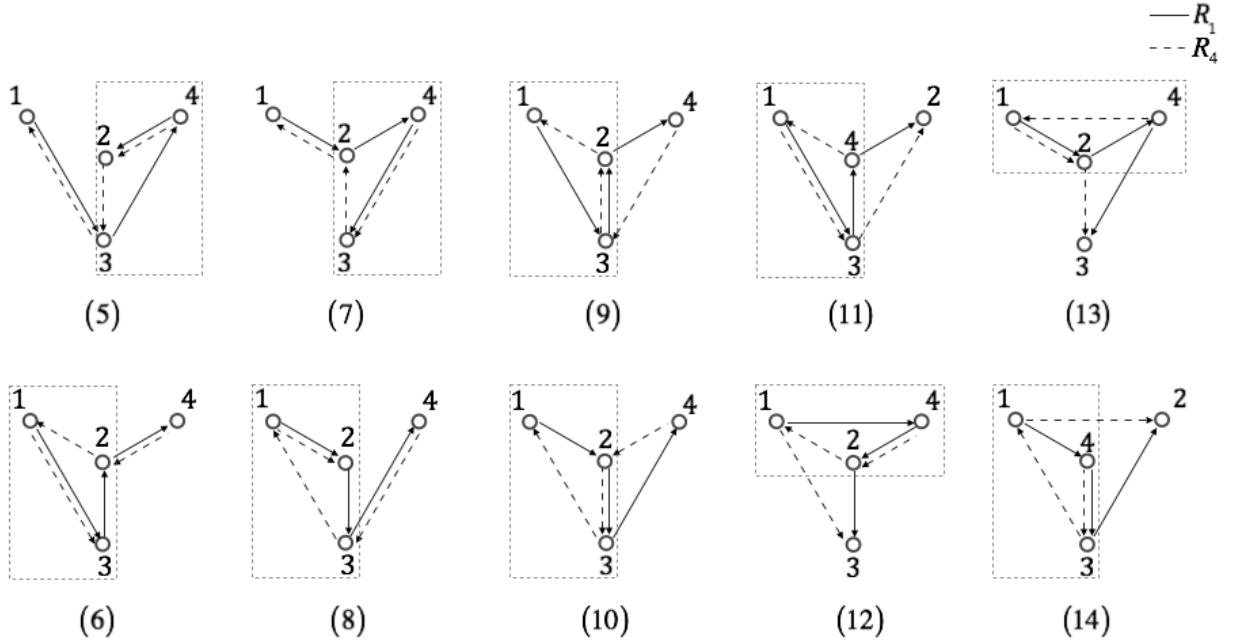 R₁
R₄
1 4 1 4 1 4 1 2 1 4
2 2 2 4 2
3 3 3 3 3
(5) (7) (9) (11) (13)
1 4 1 4 1 4 1 4 1 2
2 2 2 2 4
3 3 3 3 3
(6) (8) (10) (12) (14)